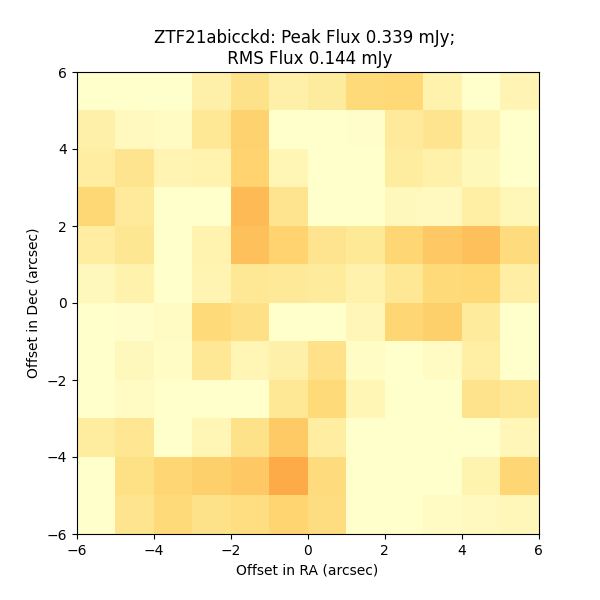 ZTF21abicckd: Peak Flux 0.339 mJy;
RMS Flux 0.144 mJy
6
4
2
0
−2
−4
−6
Offset in Dec (arcsec)
−6 −4 −2 0 2 4 6
Offset in RA (arcsec)